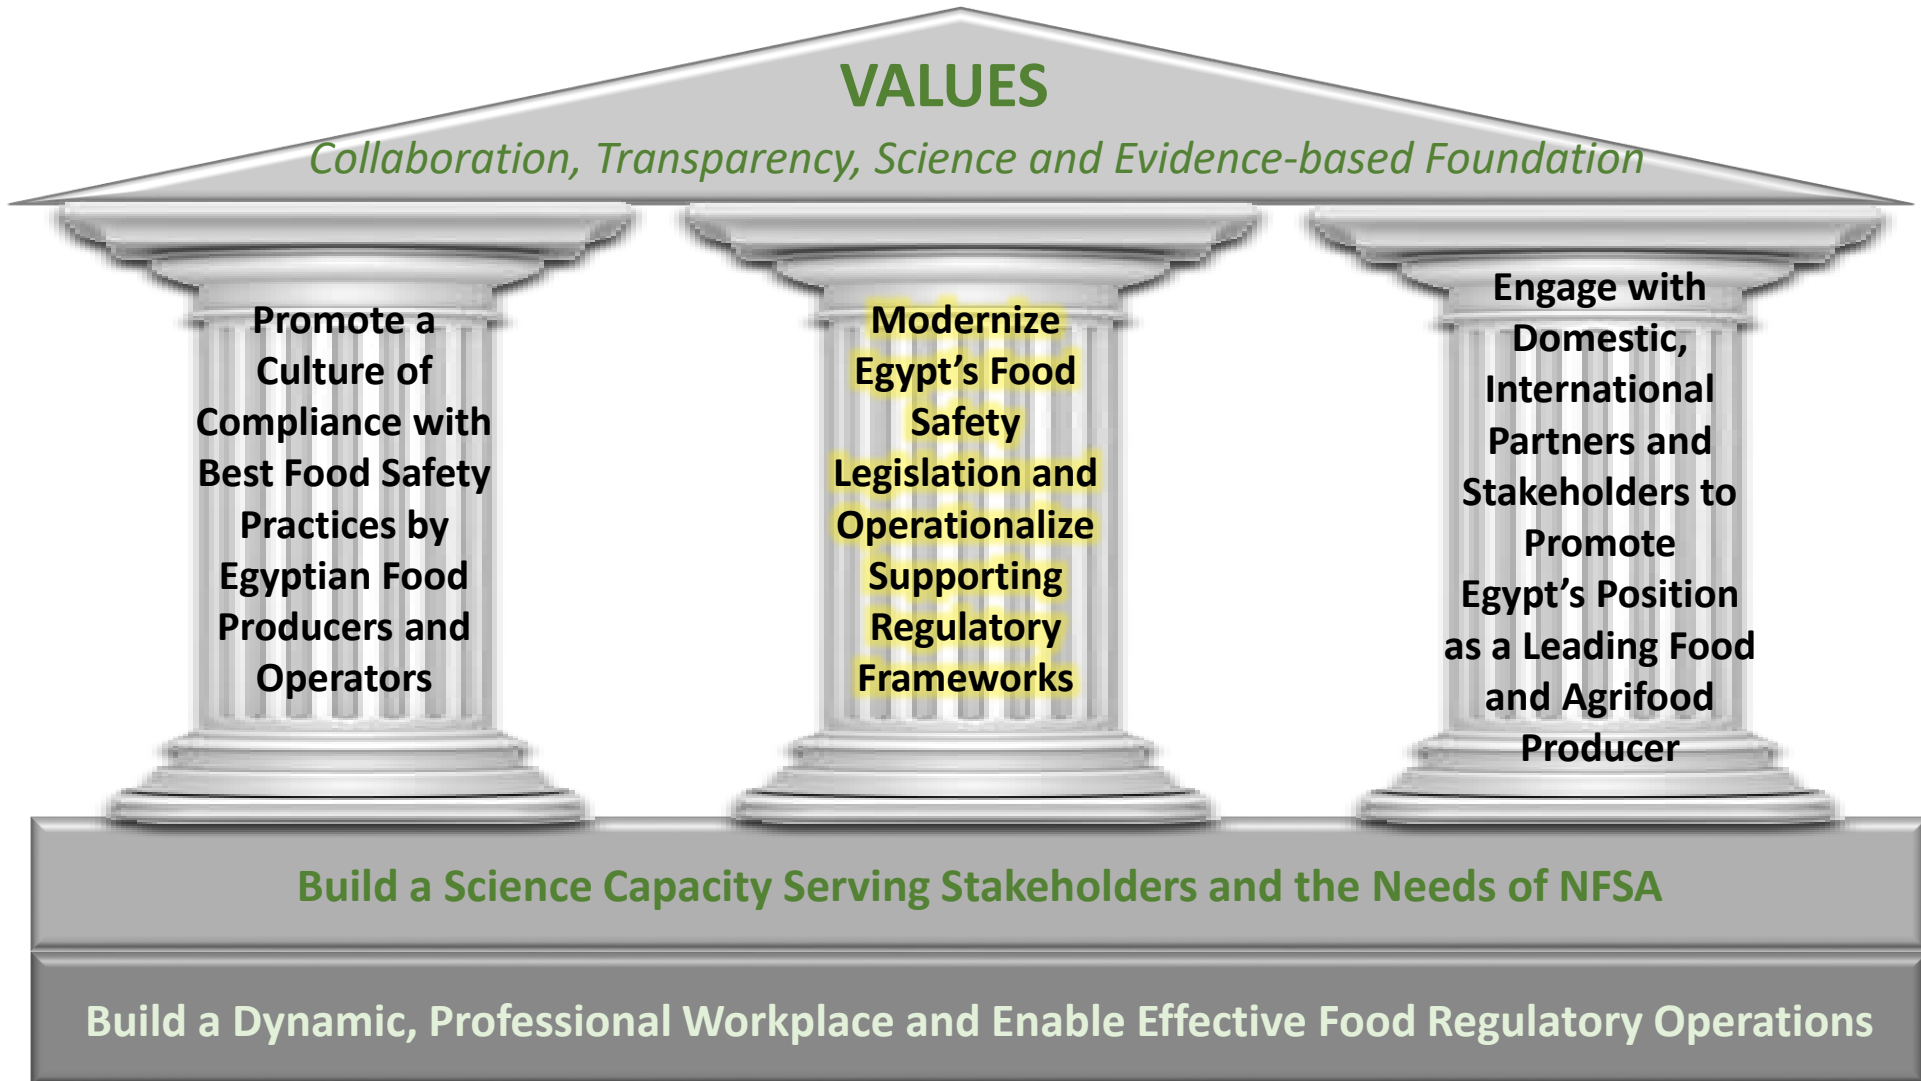 VALUES
Collaboration, Transparency, Science and Evidence-based Foundation
Promote a
Culture of
Compliance with
Best Food Safety
Practices by
Egyptian Food
Producers and
Operators
Modernize
Egypt’s Food
Safety
Legislation and
Operationalize
Supporting
Regulatory
Frameworks
Engage with
Domestic,
International
Partners and
Stakeholders to
Promote
Egypt’s Position
as a Leading Food
and Agrifood
Producer
Build a Science Capacity Serving Stakeholders and the Needs of NFSA
Build a Dynamic, Professional Workplace and Enable Effective Food Regulatory Operations